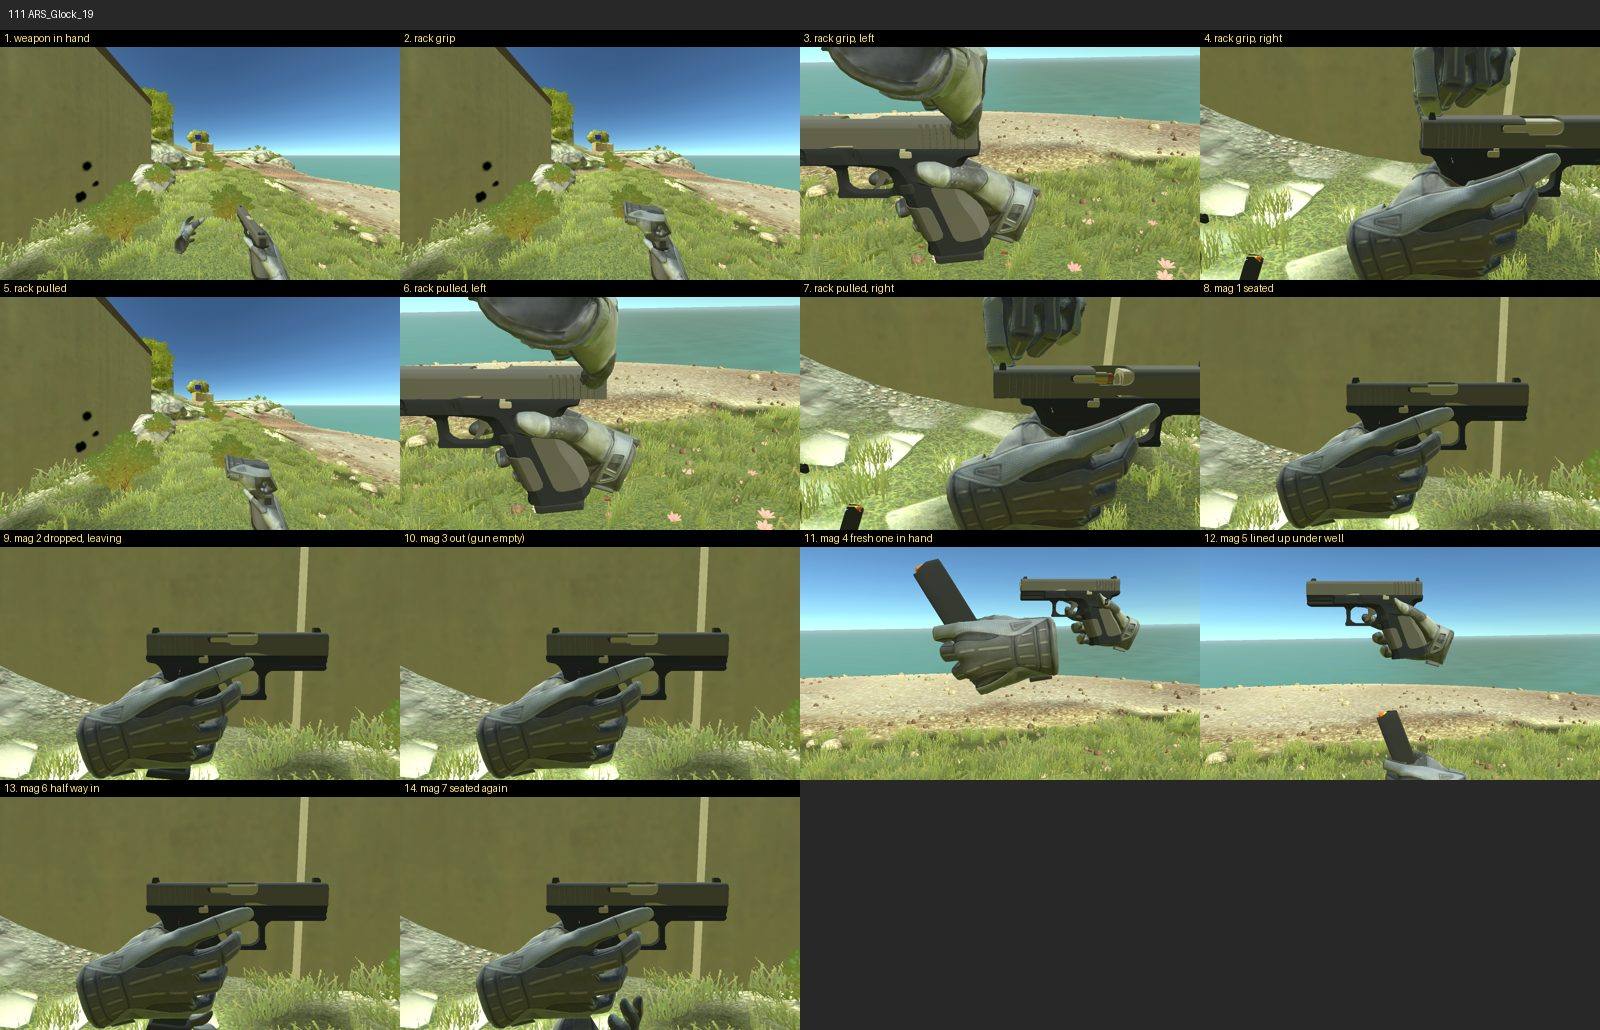 111 ARS_Glock_19
1. weapon in hand
2. rack grip
3. rack grip, left
4. rack grip, right
5. rack pulled
6. rack pulled, left
7. rack pulled, right
8. mag 1 seated
9. mag 2 dropped, leaving
10. mag 3 out (gun empty)
11. mag 4 fresh one in hand
12. mag 5 lined up under well
13. mag 6 half way in
14. mag 7 seated again